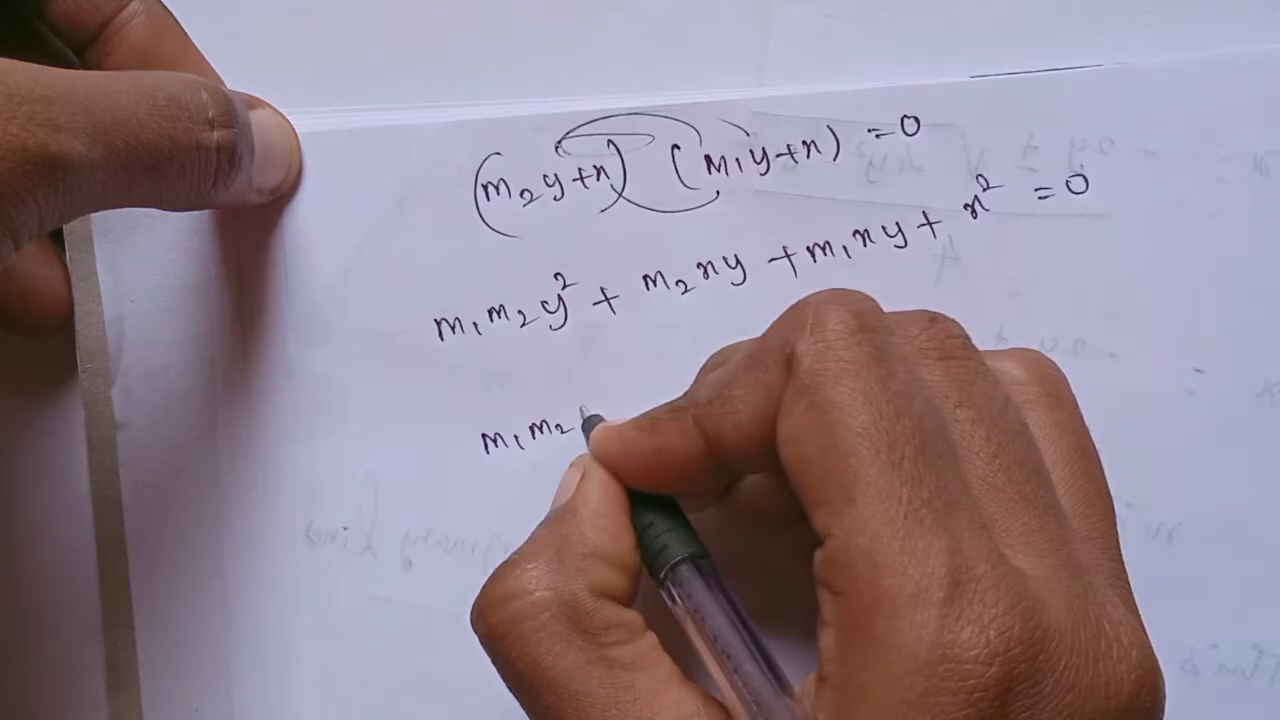 (m₂y+x) (m₁y+x) =0
m₁m₂y² + m₂xy + m₁xy + x² =0
m₁m₂